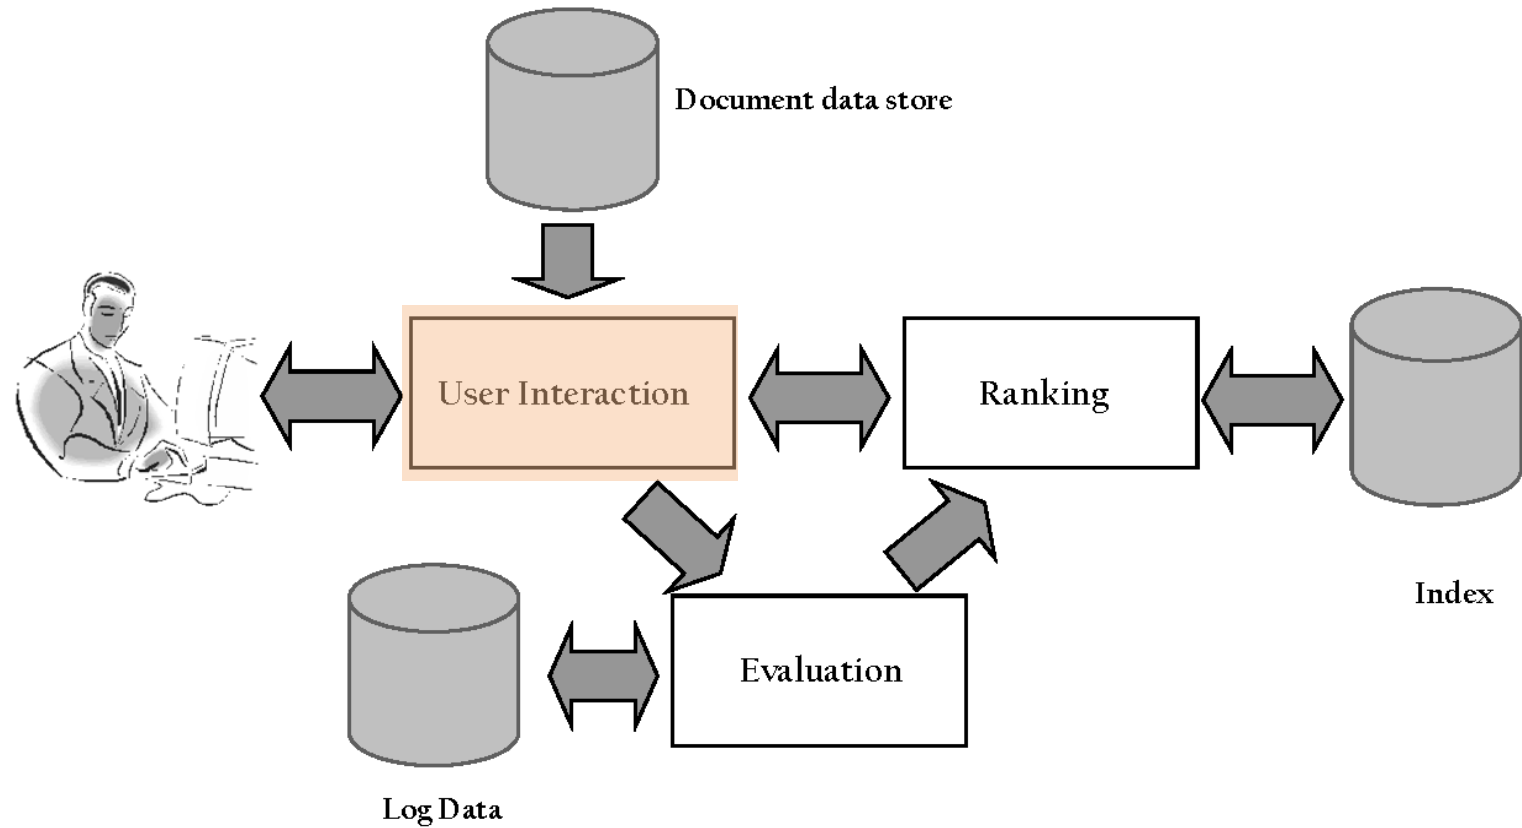 Document data store
User Interaction
Ranking
Index
Evaluation
Log Data